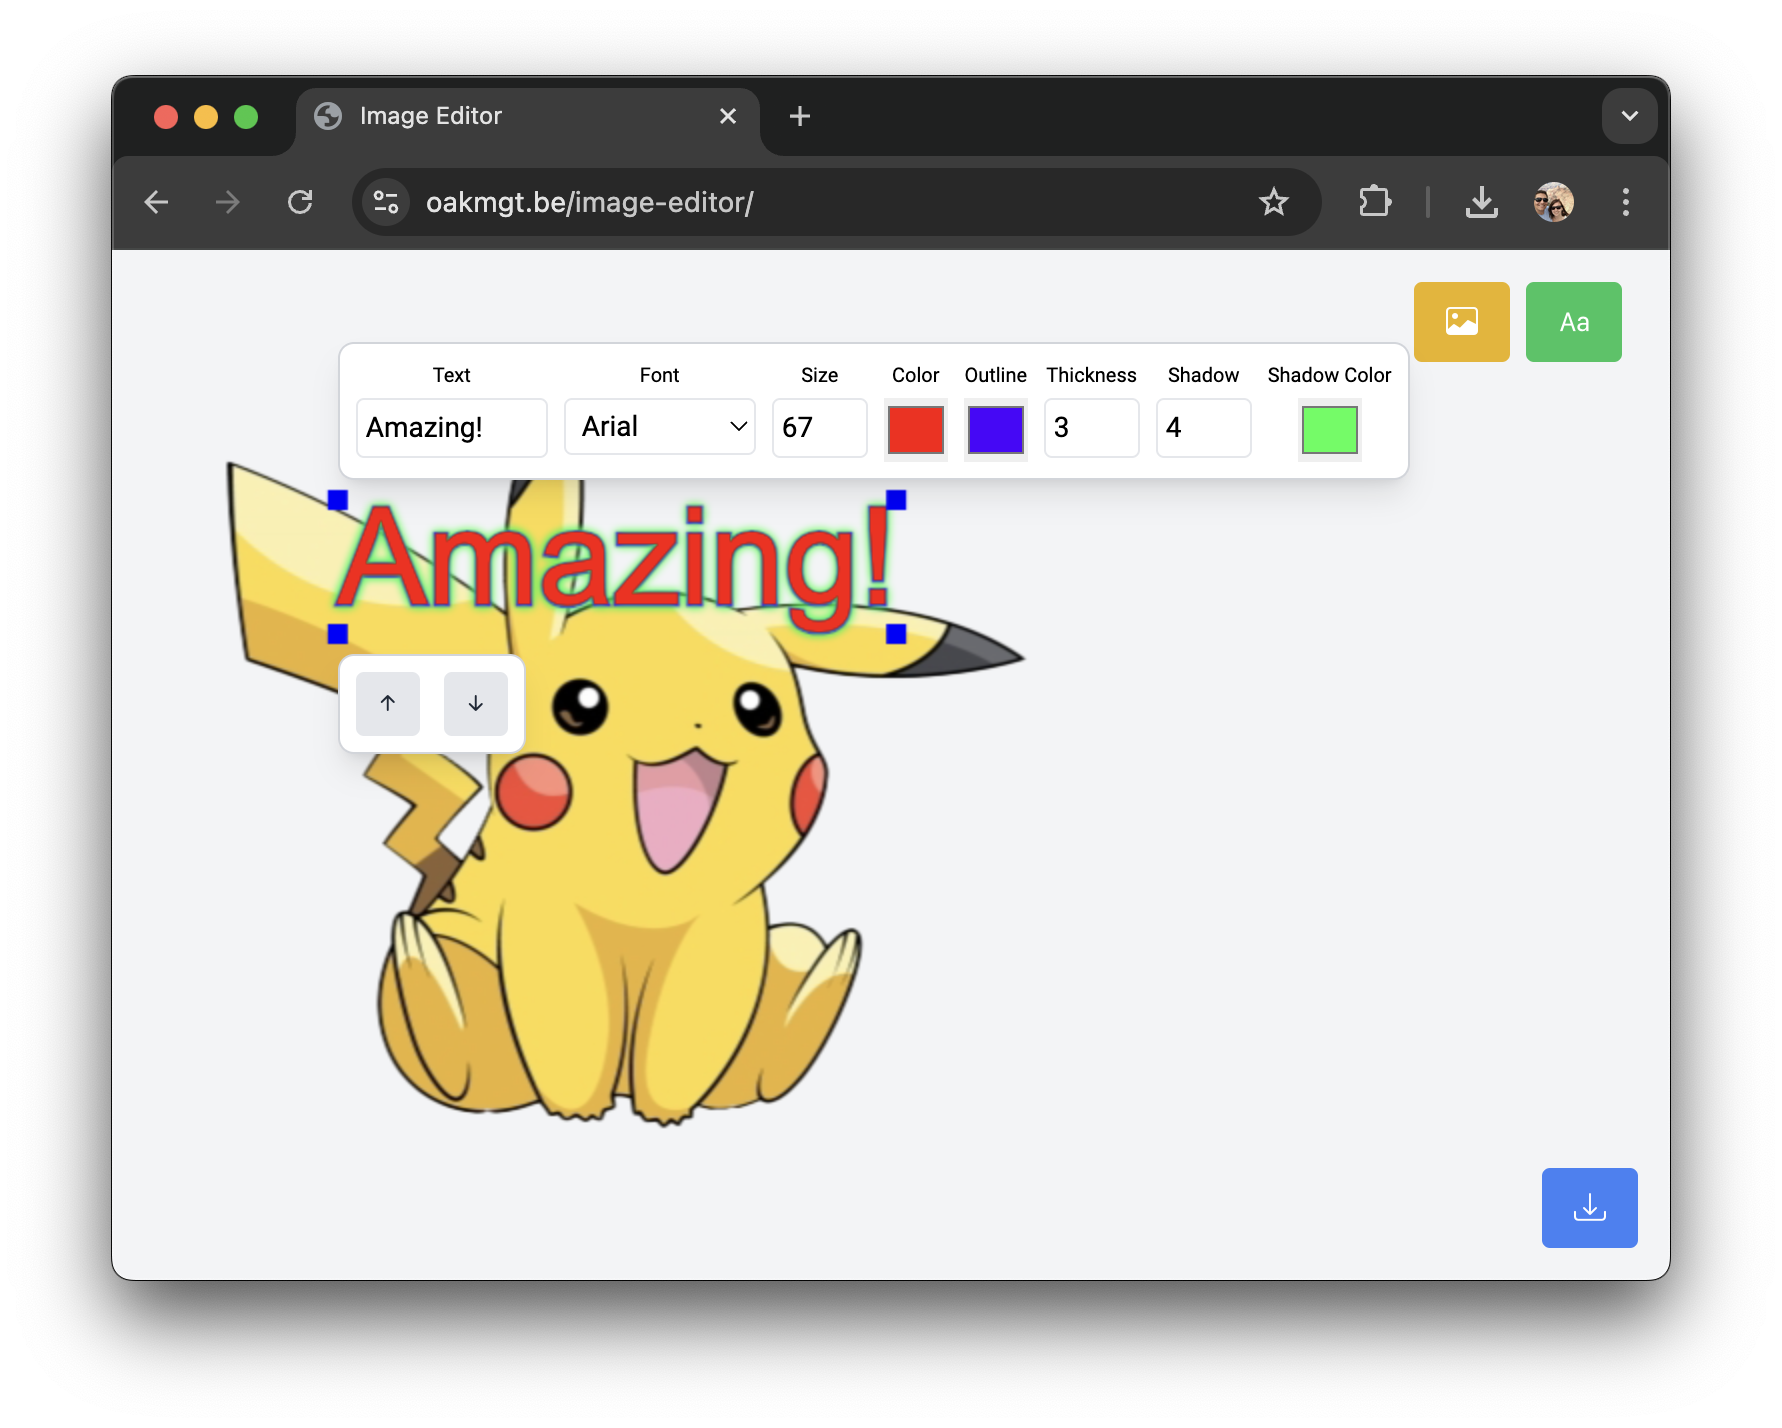 Image Editor
oakmgt.be/image-editor/
Aa
Text Font Size Color Outline Thickness Shadow Shadow Color
Amazing! Arial 67 3 4
Amazing!